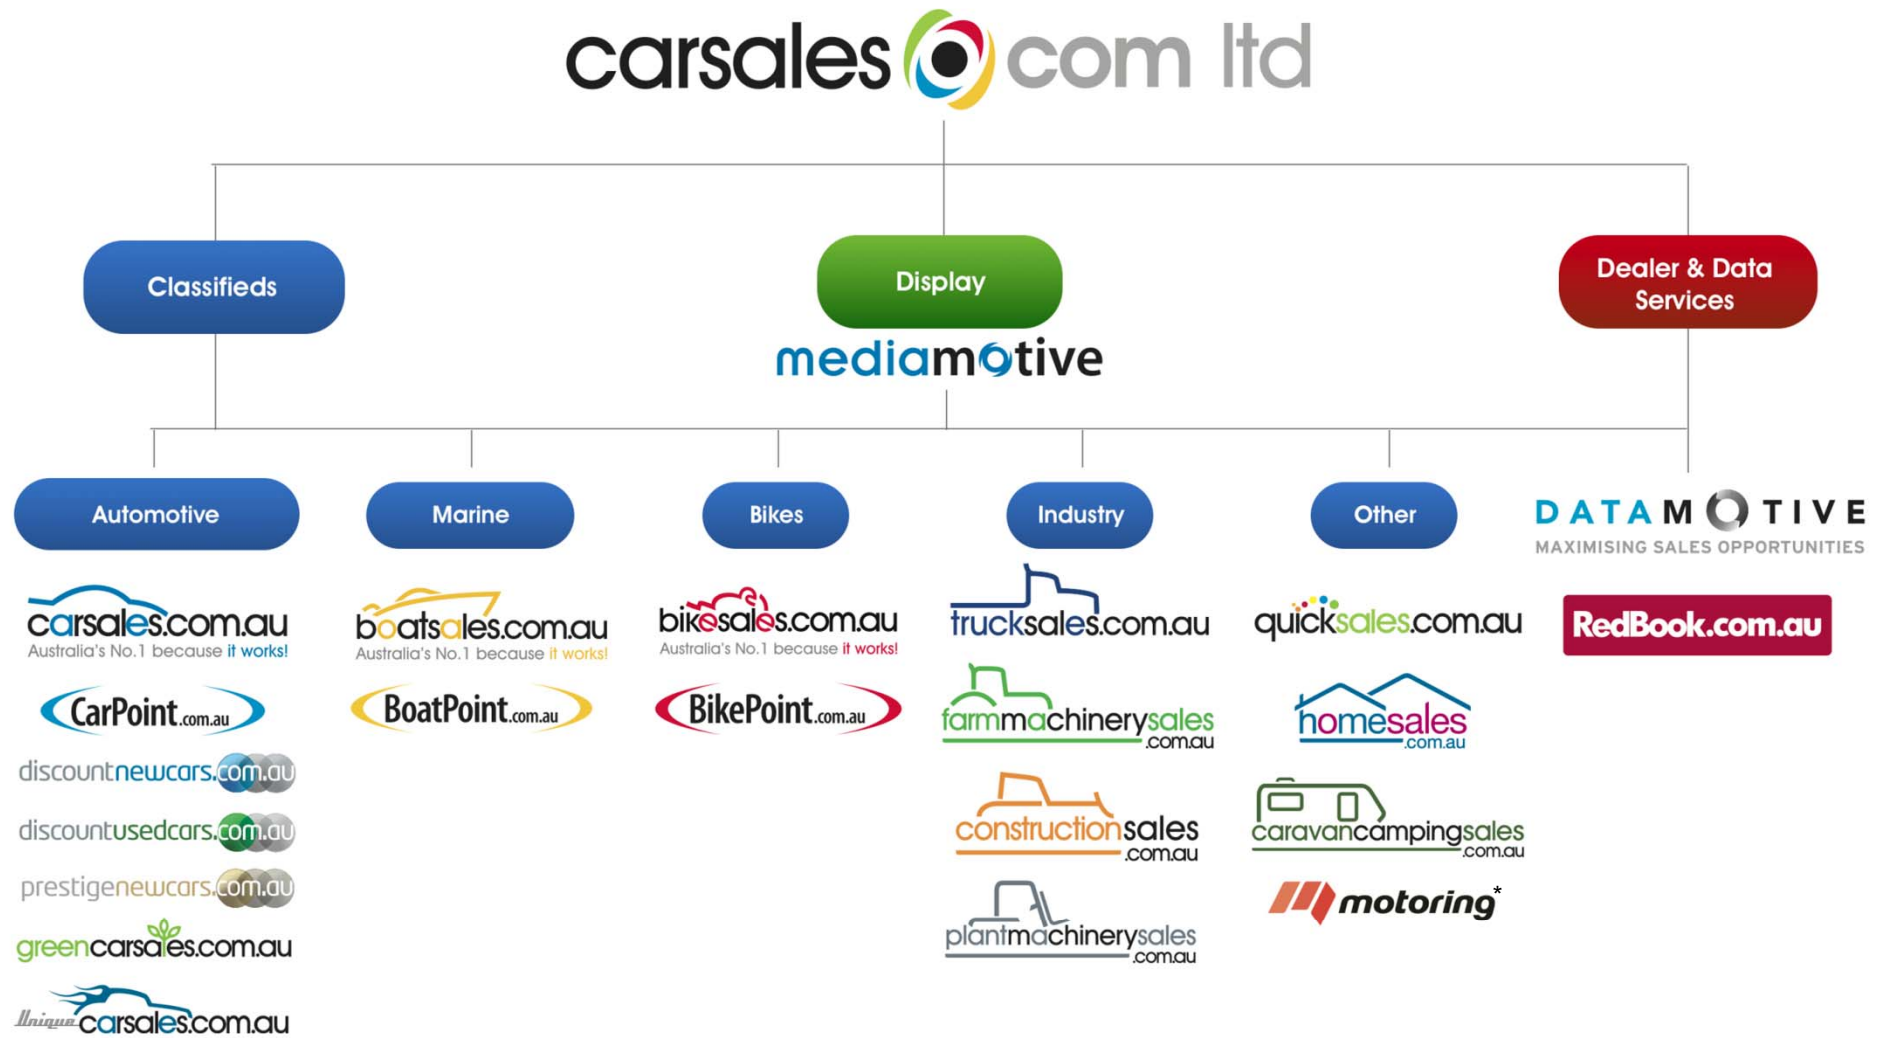 carsales com ltd
Classifieds
Display
Dealer & Data
Services
mediamotive
Automotive
Marine
Bikes
Industry
Other
DATAMOTIVE
MAXIMISING SALES OPPORTUNITIES
carsales.com.au
Australia's No.1 because it works!
CarPoint.com.au
discountnewcars.com.au
discountusedcars.com.au
prestigenewcars.com.au
greencarsales.com.au
Unique carsales.com.au
boatsales.com.au
Australia's No.1 because it works!
BoatPoint.com.au
bikesales.com.au
Australia's No.1 because it works!
BikePoint.com.au
trucksales.com.au
farmmachinerysales
.com.au
constructionsales
.com.au
plantmachinerysales
.com.au
quicksales.com.au
homesales
.com.au
caravancampingsales
.com.au
motoring*
RedBook.com.au